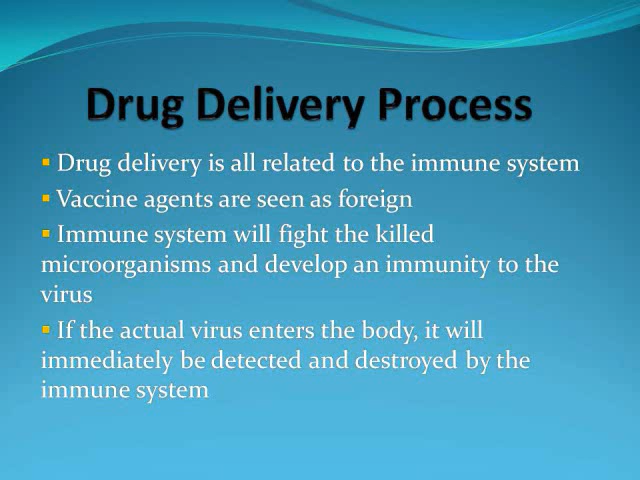 Drug Delivery Process
▪ Drug delivery is all related to the immune system
▪ Vaccine agents are seen as foreign
▪ Immune system will fight the killed
microorganisms and develop an immunity to the
virus
▪ If the actual virus enters the body, it will
immediately be detected and destroyed by the
immune system